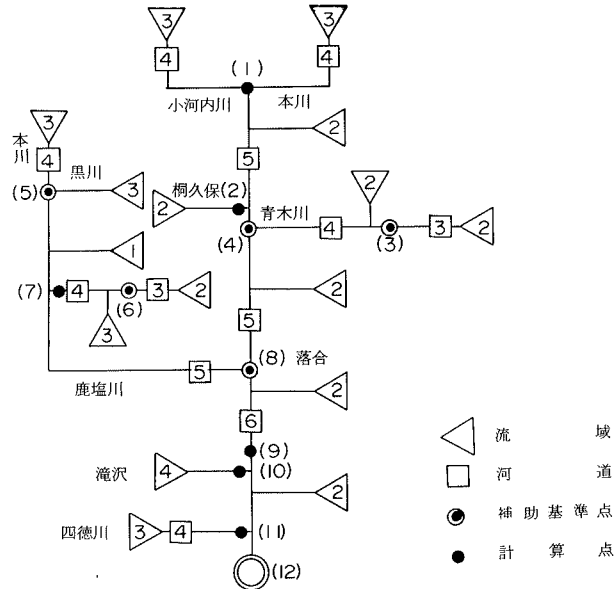 3
3
4
4
(1)
小河内川
本川
2
3
本川
4
黒川
5
2
(5)
3
桐久保(2)
2
青木川
(4)
4
(3)
3
2
1
(7)
4
(6)
3
2
2
3
5
(8)
落合
鹿塩川
5
2
6
流域
(9)
滝沢
4
(10)
河道
2
補助基準点
四徳川
3
4
(11)
計算点
(12)